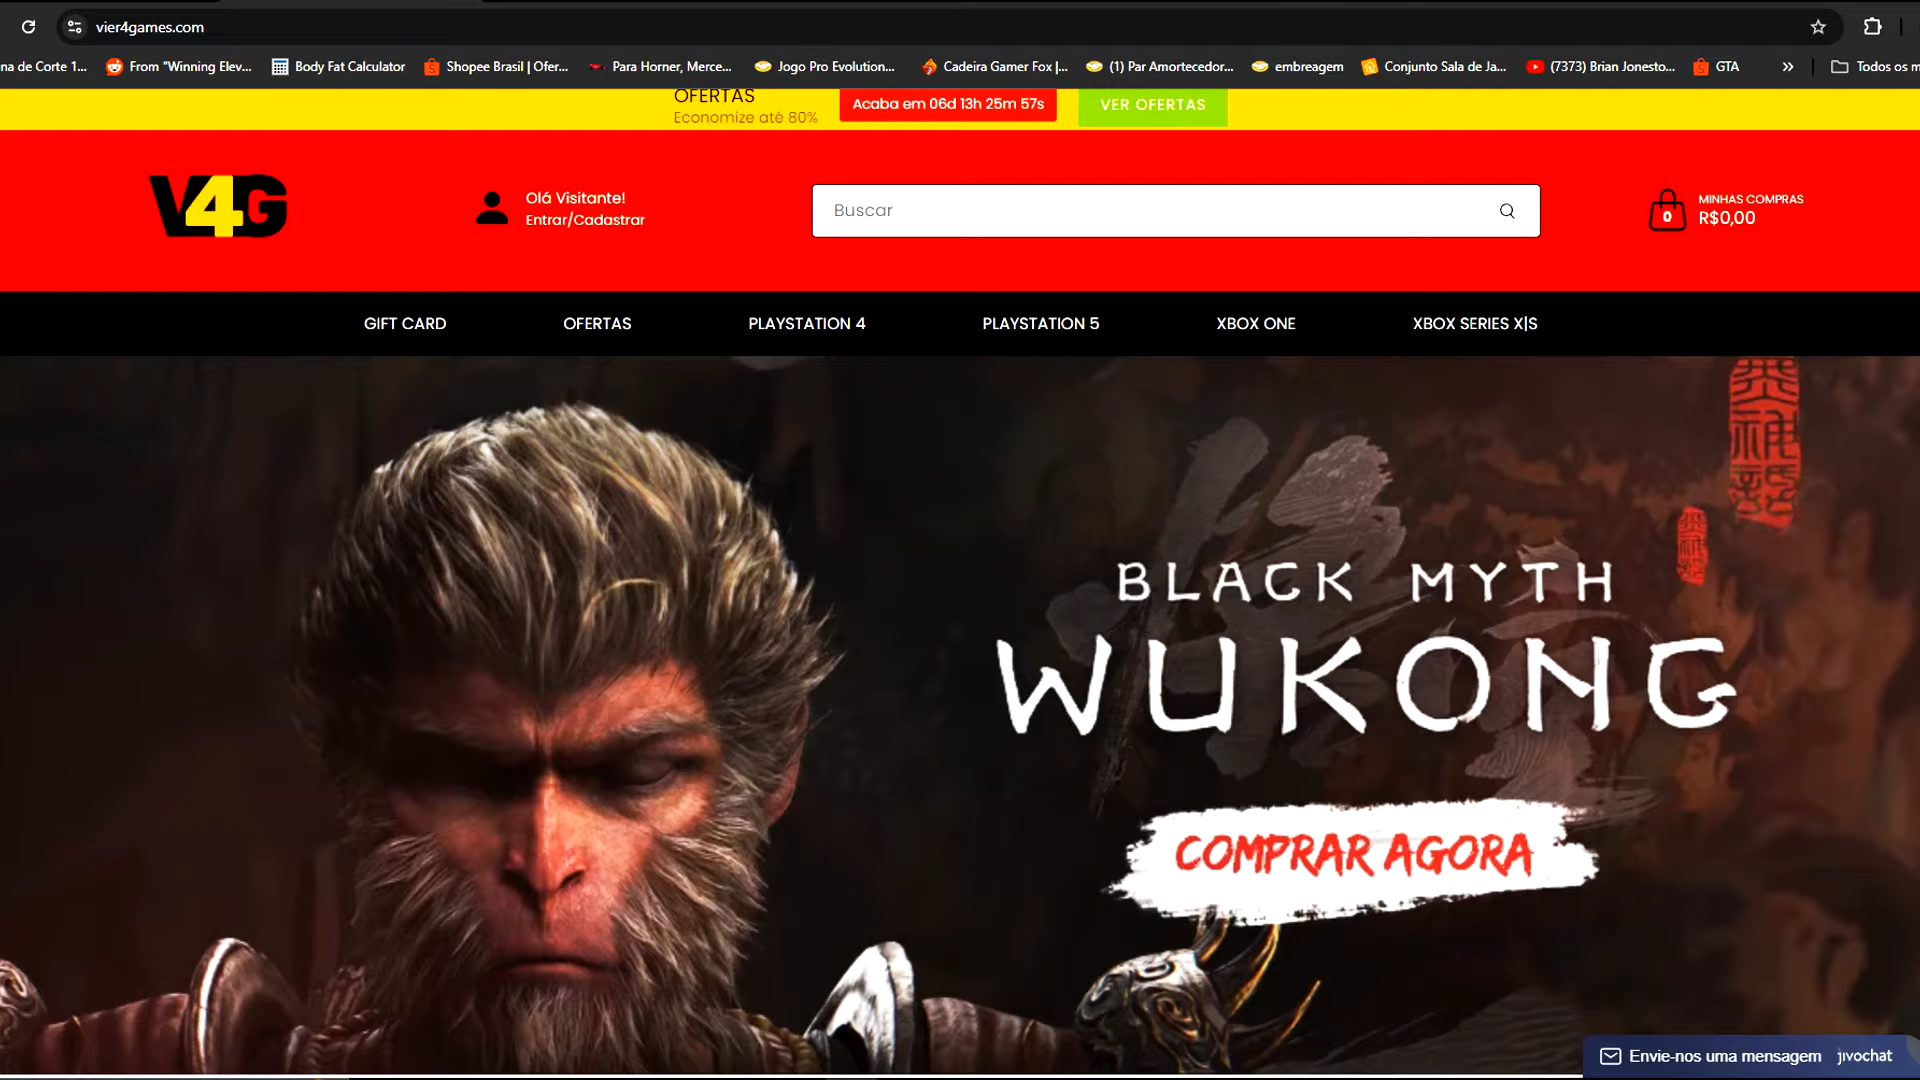 vier4games.com
na de Corte 1...
From "Winning Elev...
Body Fat Calculator
Shopee Brasil | Ofer...
Para Horner, Merce...
Jogo Pro Evolution...
Cadeira Gamer Fox |...
(1) Par Amortecedor...
embreagem
Conjunto Sala de Ja...
(7373) Brian Jonesto...
GTA
Todos os m
OFERTAS
Economize até 80%
Acaba em 06d 13h 25m 57s
VER OFERTAS
V4G
Olá Visitante!
Entrar/Cadastrar
Buscar
0
MINHAS COMPRAS
R$0,00
GIFT CARD
OFERTAS
PLAYSTATION 4
PLAYSTATION 5
XBOX ONE
XBOX SERIES X|S
BLACK MYTH
WUKONG
COMPRAR AGORA
Envie-nos uma mensagem
jivochat